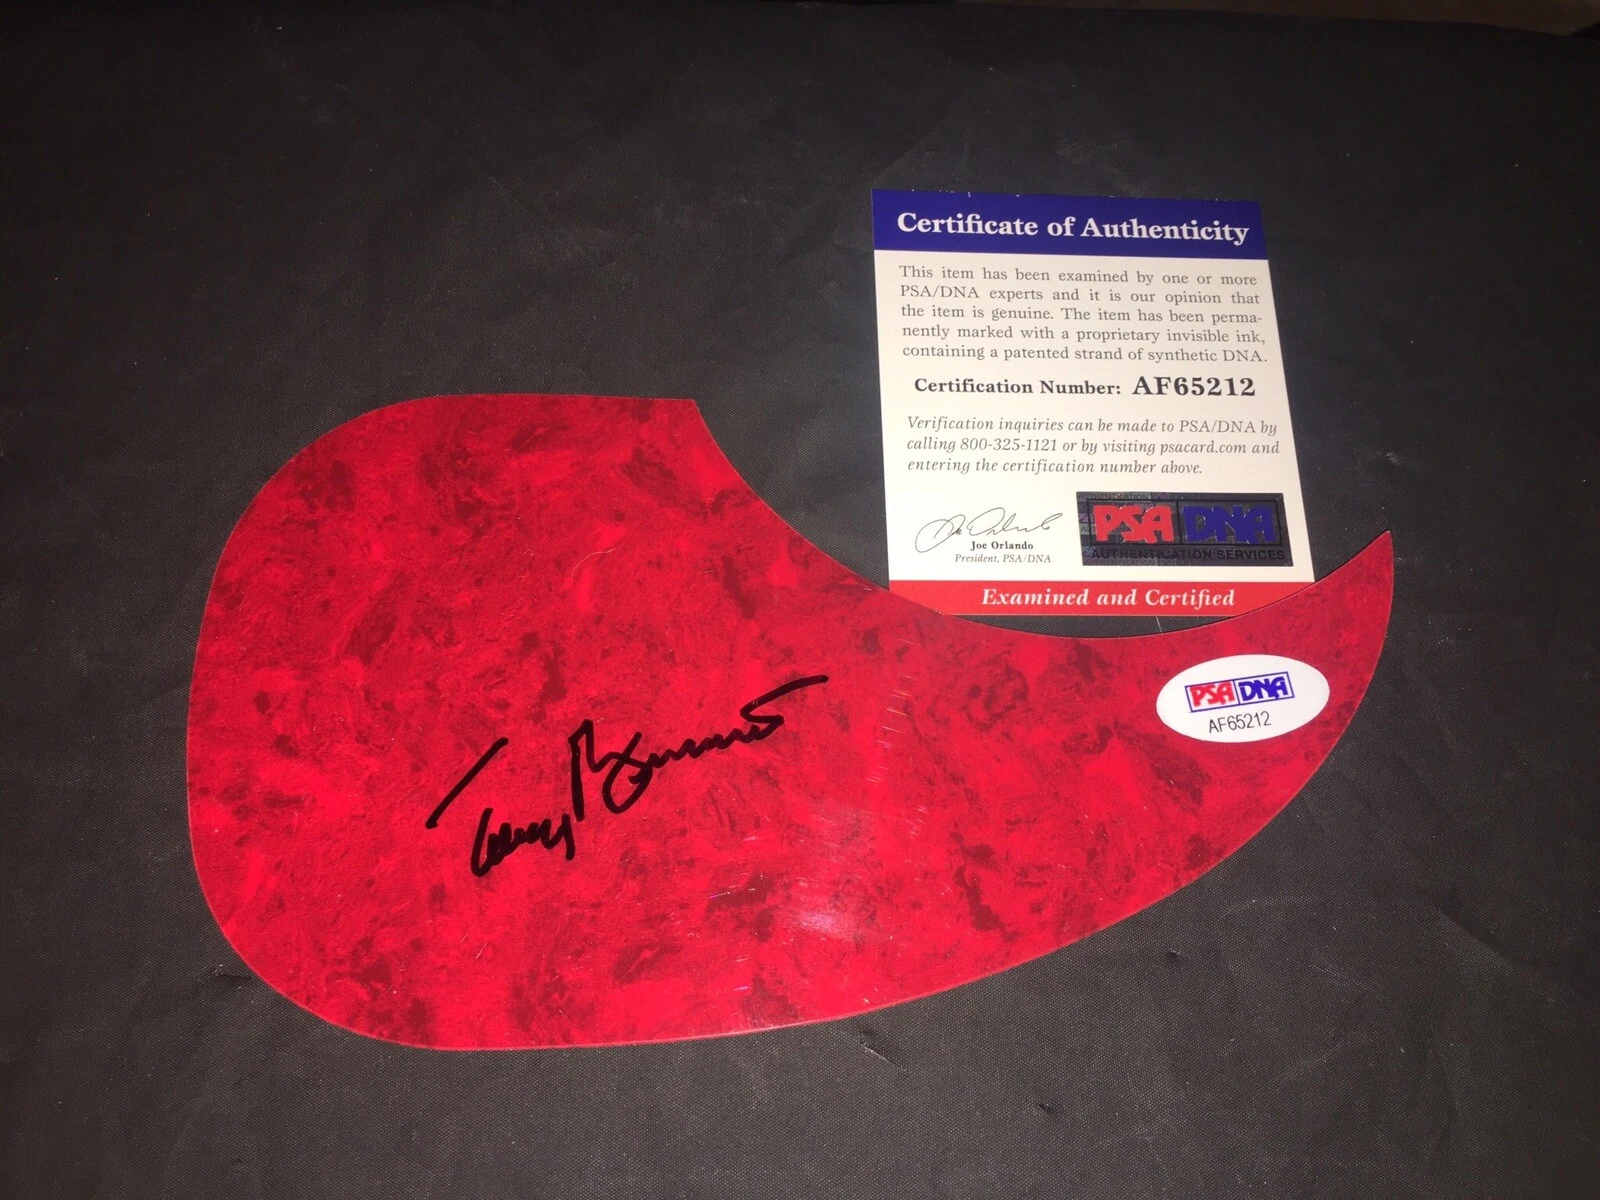 Certificate of Authenticity
This item has been examined by one or more
PSA/DNA experts and it is our opinion that
the item is genuine. The item has been perma-
nently marked with a proprietary invisible ink,
containing a patented strand of synthetic DNA.
Certification Number: AF65212
Verification inquiries can be made to PSA/DNA by
calling 800-325-1121 or by visiting psacard.com and
entering the certification number above.
Joe Orlando
President, PSA/DNA
PSA DNA
AUTHENTICATION SERVICES
Examined and Certified
PSA DNA
AF65212
Tony Bennett